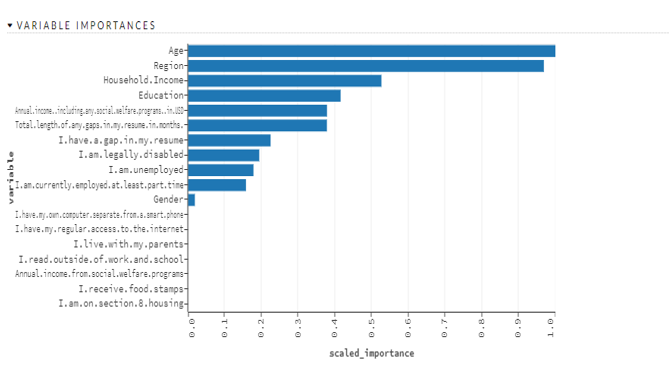 ▾ VARIABLE IMPORTANCES
Age
Region
Household.Income
Education
Annual.income..including.any.social.welfare.programs..in.USD
Total.length.of.any.gaps.in.my.resume.in.months.
I.have.a.gap.in.my.resume
I.am.legally.disabled
I.am.unemployed
I.am.currently.employed.at.least.part.time
Gender
I.have.my.own.computer.separate.from.a.smart.phone
I.have.my.regular.access.to.the.internet
I.live.with.my.parents
I.read.outside.of.work.and.school
Annual.income.from.social.welfare.programs
I.receive.food.stamps
I.am.on.section.8.housing
variable
0.0 0.1 0.2 0.3 0.4 0.5 0.6 0.7 0.8 0.9 1.0
scaled_importance